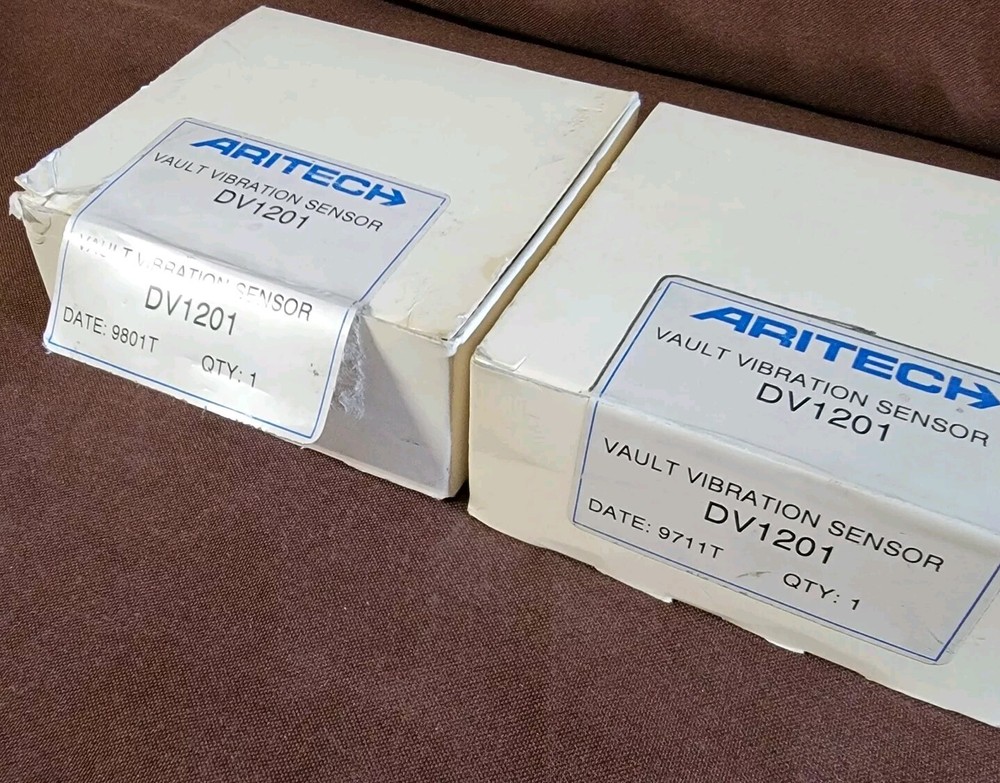 ARITECH
VAULT VIBRATION SENSOR
DV1201
VAULT VIBRATION SENSOR
DV1201
DATE: 9801T QTY: 1
ARITECH
VAULT VIBRATION SENSOR
DV1201
VAULT VIBRATION SENSOR
DV1201
DATE: 9711T QTY: 1